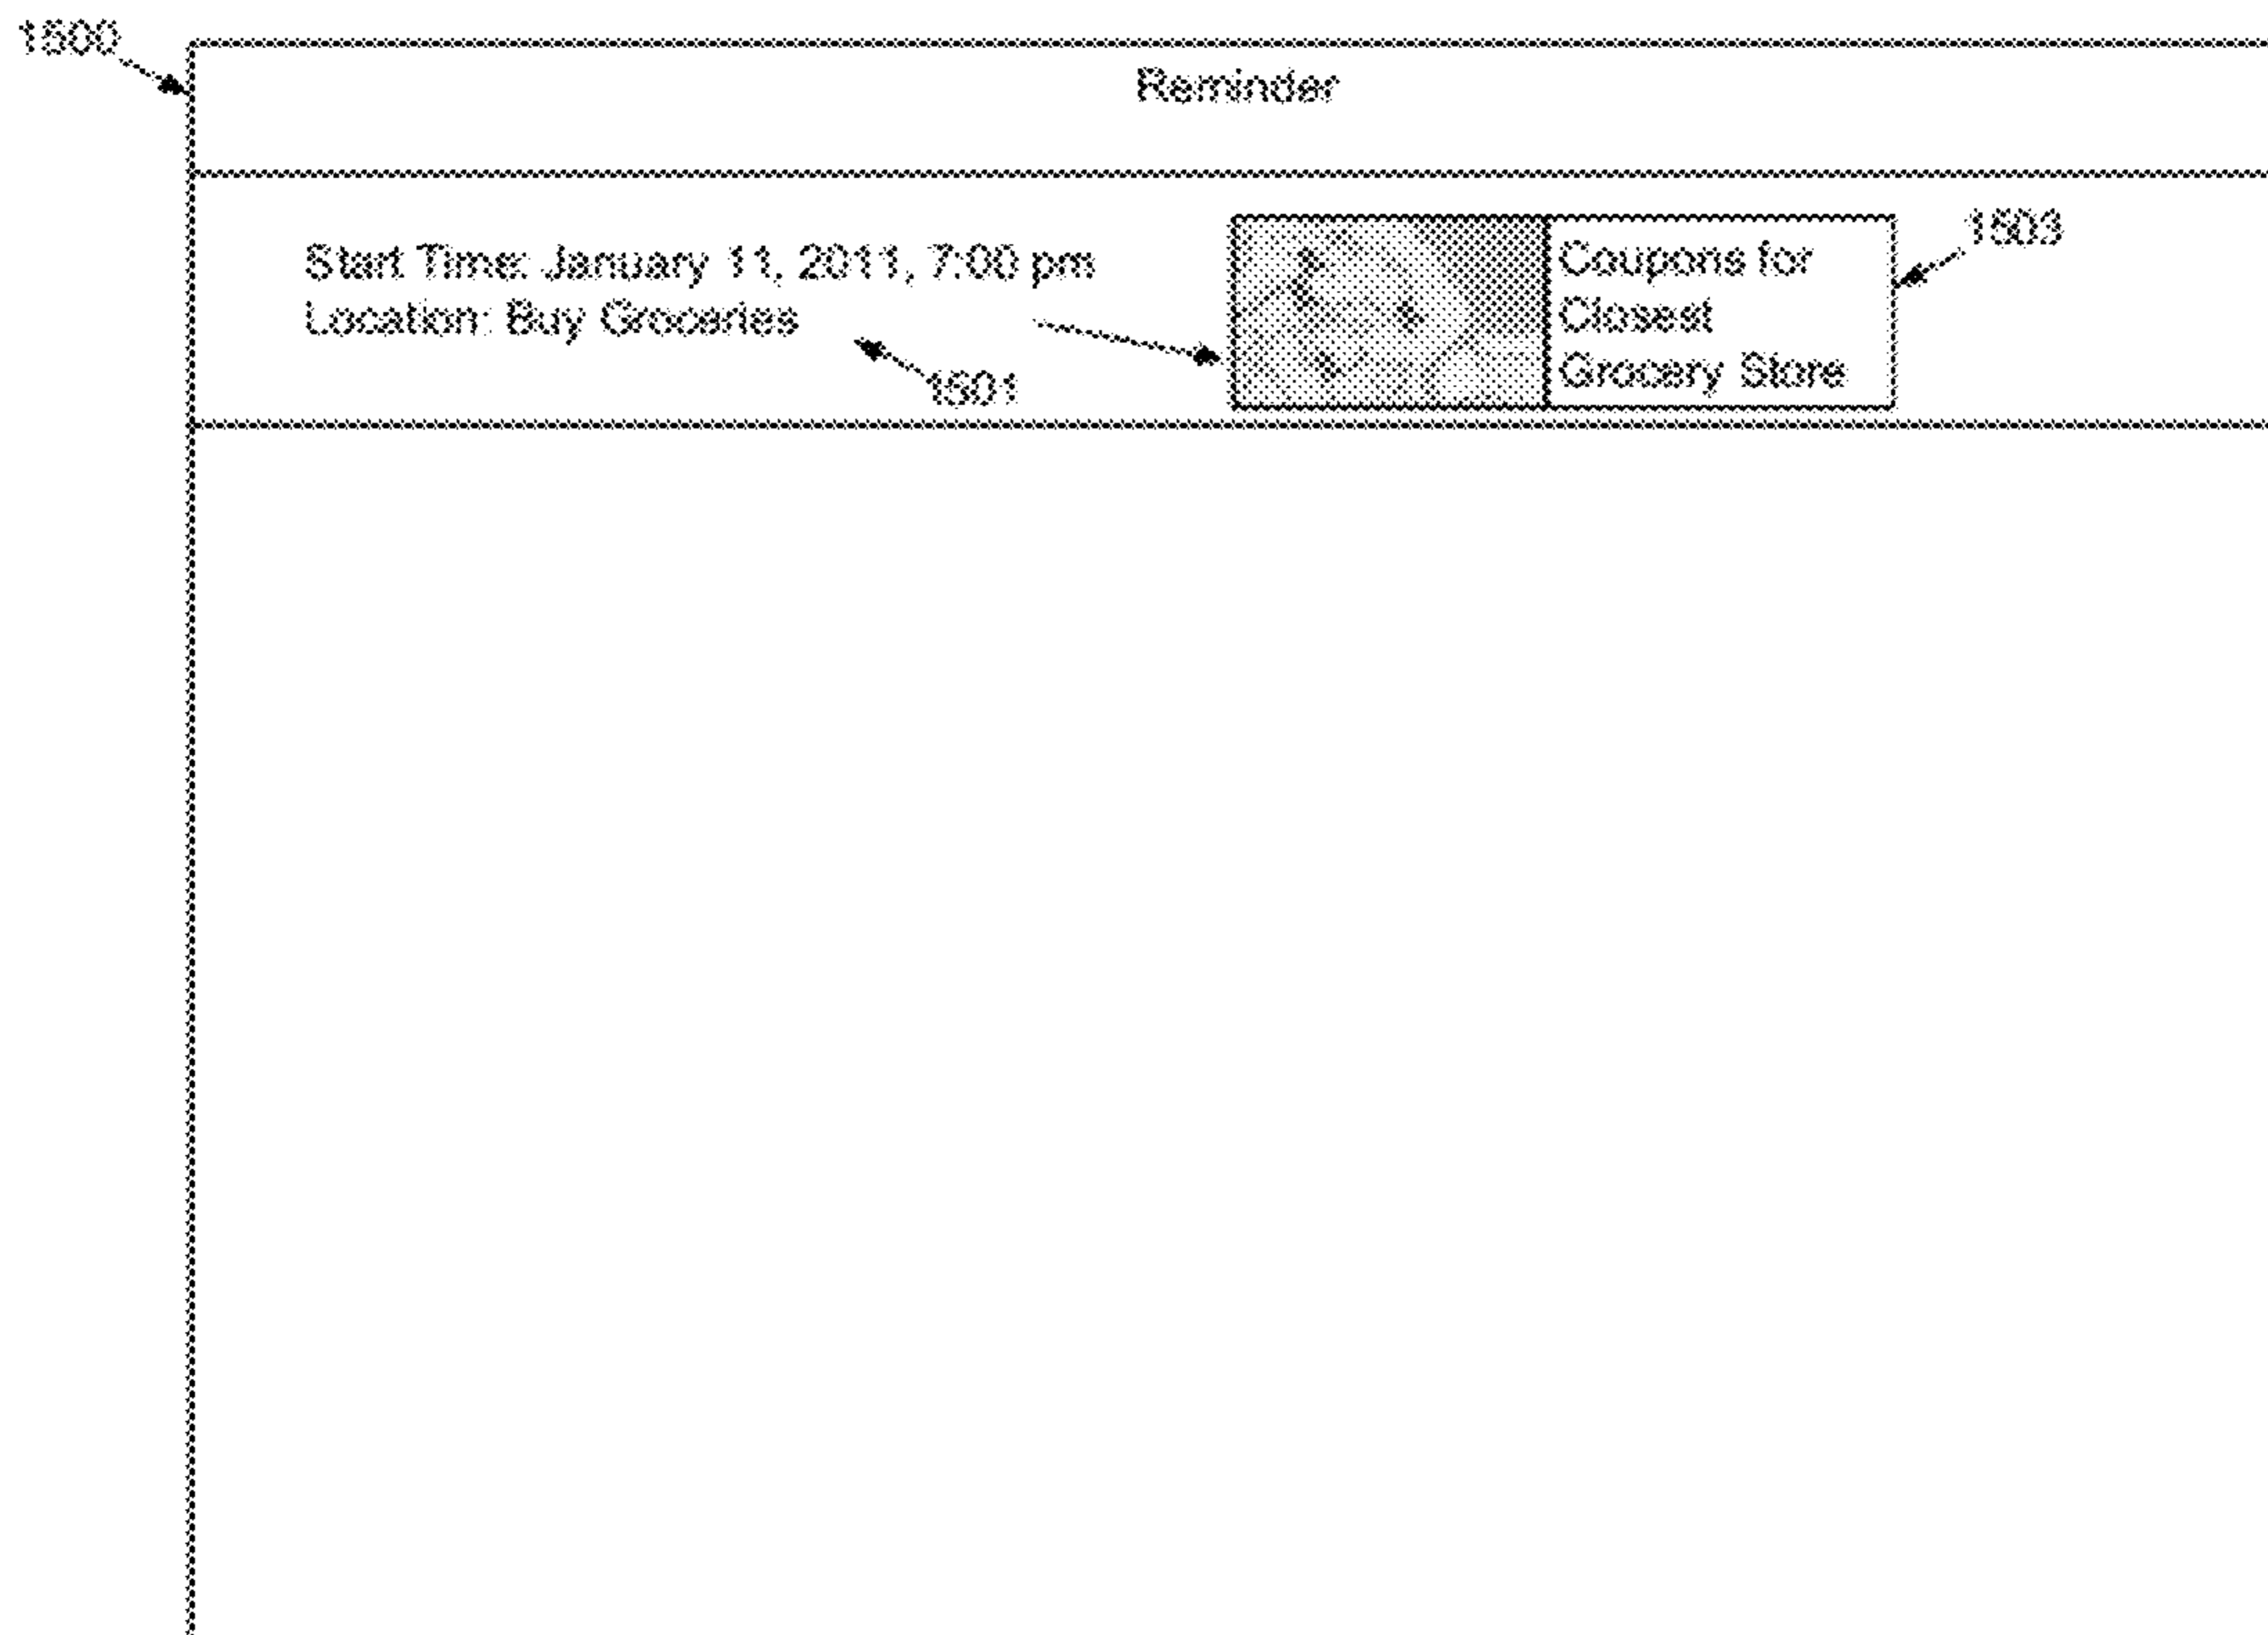 1500
Reminder
Start Time: January 11, 2011, 7:00 pm
Location: Buy Groceries
1501
Coupons for
Closest
Grocery Store
1503